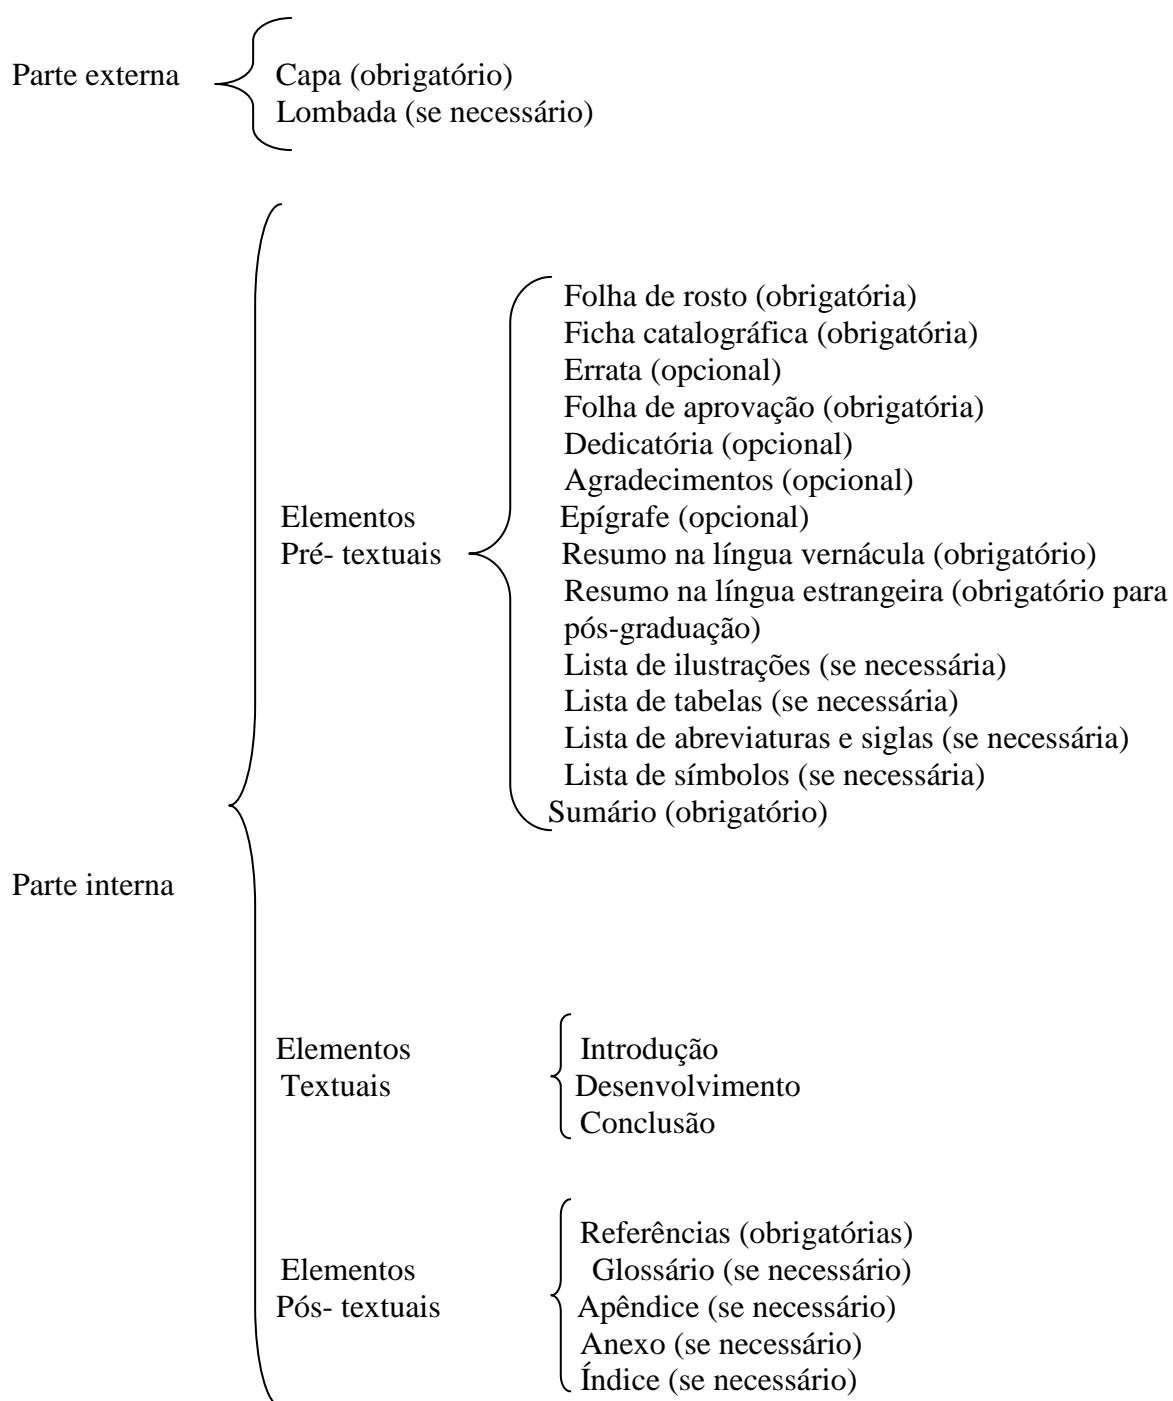 Parte externa
Capa (obrigatório)
Lombada (se necessário)
Folha de rosto (obrigatória)
Ficha catalográfica (obrigatória)
Errata (opcional)
Folha de aprovação (obrigatória)
Dedicatória (opcional)
Agradecimentos (opcional)
Elementos
Pré- textuais
Epígrafe (opcional)
Resumo na língua vernácula (obrigatório)
Resumo na língua estrangeira (obrigatório para
pós-graduação)
Lista de ilustrações (se necessária)
Lista de tabelas (se necessária)
Lista de abreviaturas e siglas (se necessária)
Lista de símbolos (se necessária)
Sumário (obrigatório)
Parte interna
Elementos
Textuais
Introdução
Desenvolvimento
Conclusão
Elementos
Pós- textuais
Referências (obrigatórias)
Glossário (se necessário)
Apêndice (se necessário)
Anexo (se necessário)
Índice (se necessário)